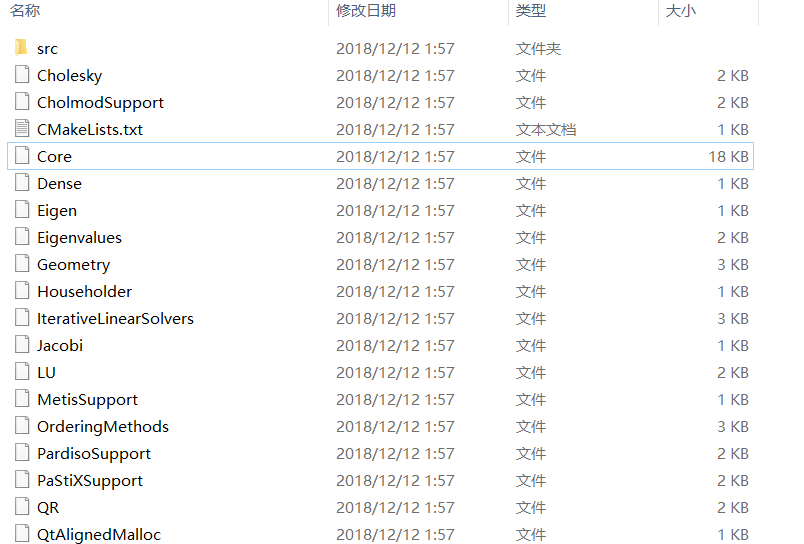 名称 修改日期 类型 大小
src 2018/12/12 1:57 文件夹
Cholesky 2018/12/12 1:57 文件 2 KB
CholmodSupport 2018/12/12 1:57 文件 2 KB
CMakeLists.txt 2018/12/12 1:57 文本文档 1 KB
Core 2018/12/12 1:57 文件 18 KB
Dense 2018/12/12 1:57 文件 1 KB
Eigen 2018/12/12 1:57 文件 1 KB
Eigenvalues 2018/12/12 1:57 文件 2 KB
Geometry 2018/12/12 1:57 文件 3 KB
Householder 2018/12/12 1:57 文件 1 KB
IterativeLinearSolvers 2018/12/12 1:57 文件 3 KB
Jacobi 2018/12/12 1:57 文件 1 KB
LU 2018/12/12 1:57 文件 2 KB
MetisSupport 2018/12/12 1:57 文件 1 KB
OrderingMethods 2018/12/12 1:57 文件 3 KB
PardisoSupport 2018/12/12 1:57 文件 2 KB
PaStiXSupport 2018/12/12 1:57 文件 2 KB
QR 2018/12/12 1:57 文件 2 KB
QtAlignedMalloc 2018/12/12 1:57 文件 1 KB